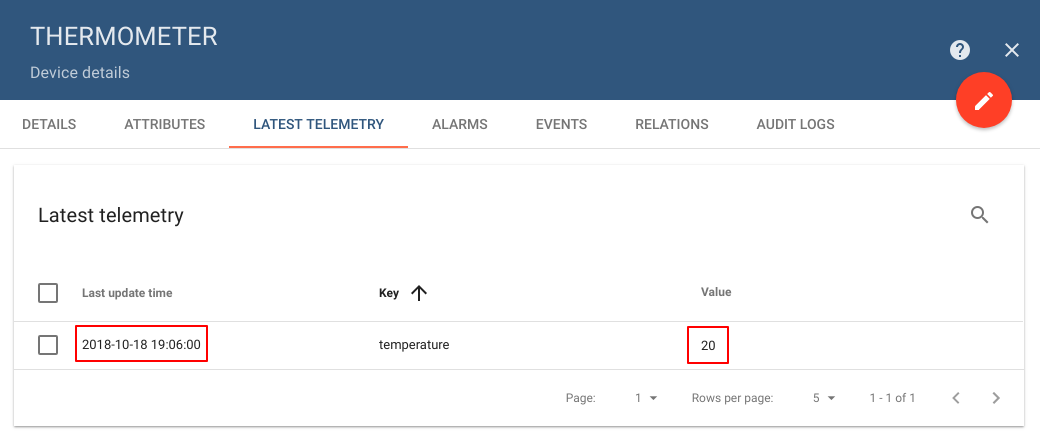 THERMOMETER
Device details
DETAILS ATTRIBUTES LATEST TELEMETRY ALARMS EVENTS RELATIONS AUDIT LOGS
Latest telemetry
Last update time Key Value
2018-10-18 19:06:00 temperature 20
Page: 1 Rows per page: 5 1 - 1 of 1